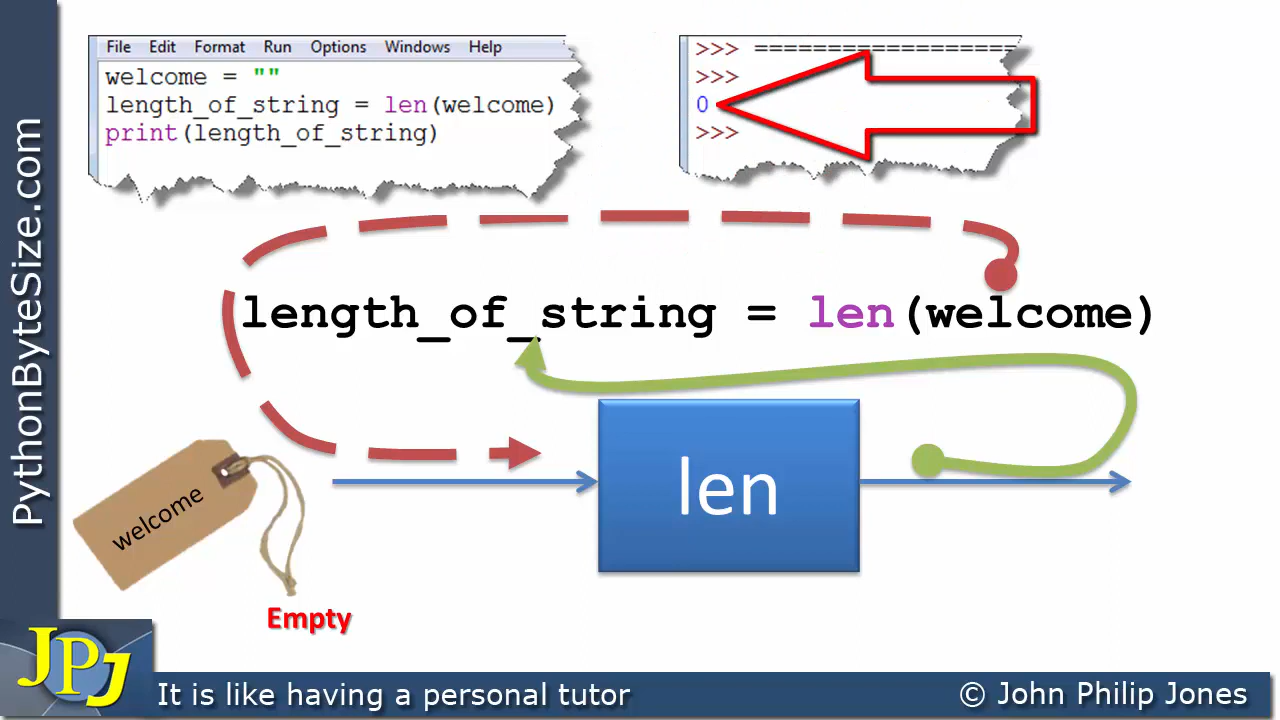 File Edit Format Run Options Windows Help
welcome = ""
length_of_string = len(welcome)
print(length_of_string)
>>> ==================
>>>
0
>>>
length_of_string = len(welcome)
len
welcome
Empty
PythonByteSize.com
JPJ
It is like having a personal tutor
© John Philip Jones